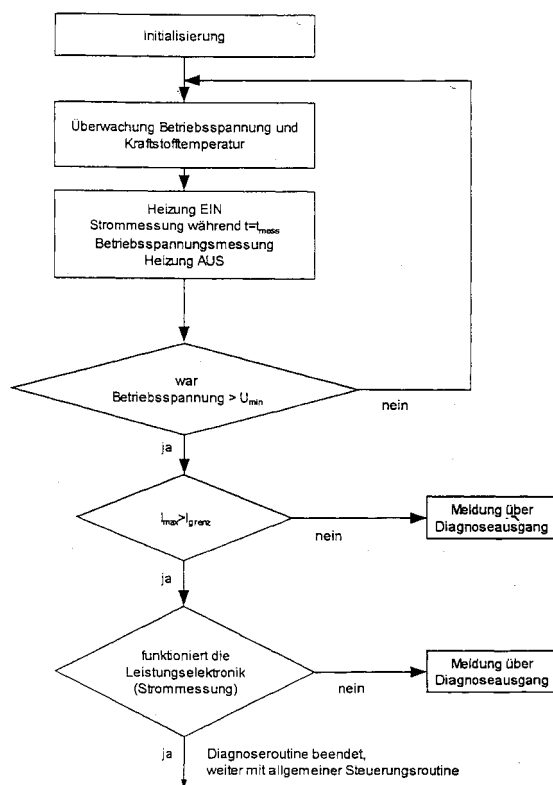 Initialisierung
Überwachung Betriebsspannung und
Kraftstofftemperatur
Heizung EIN
Strommessung während t=tmess
Betriebsspannungsmessung
Heizung AUS
war
Betriebsspannung > Umin
nein
ja
Imax>Igrenz
nein
Meldung über
Diagnoseausgang
ja
funktioniert die
Leistungselektronik
(Strommessung)
nein
Meldung über
Diagnoseausgang
ja
Diagnoseroutine beendet,
weiter mit allgemeiner Steuerungsroutine